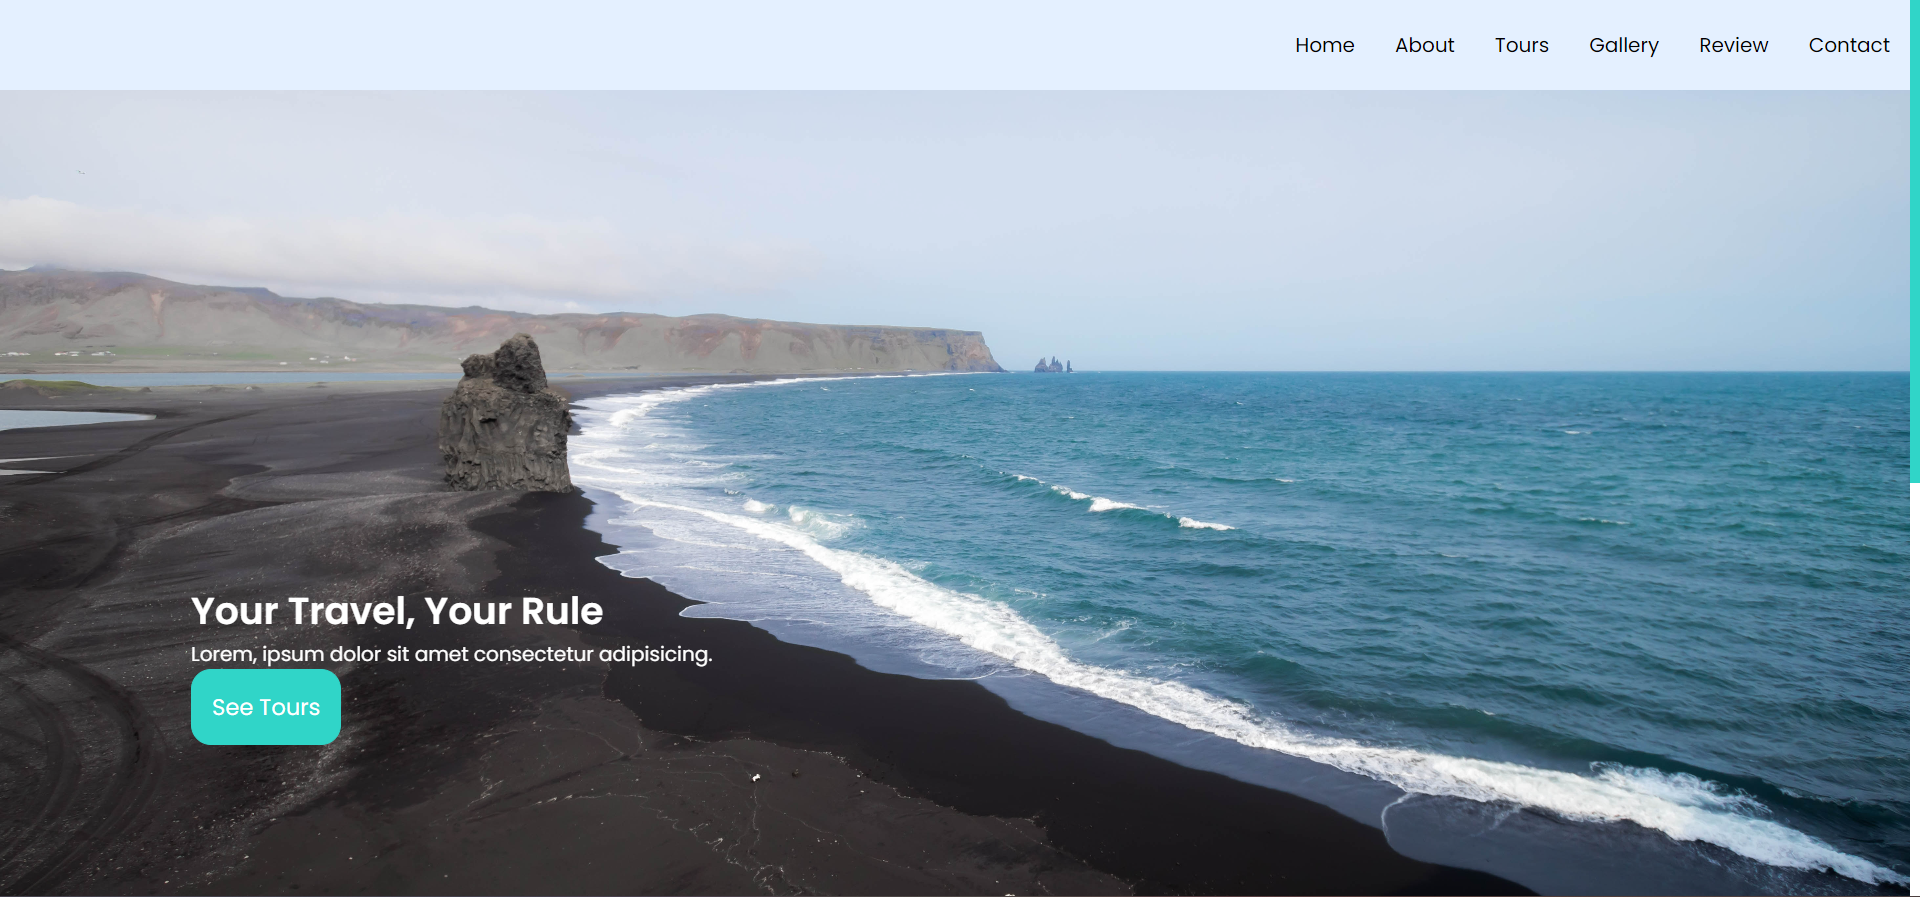 Home About Tours Gallery Review Contact
Your Travel, Your Rule
Lorem, ipsum dolor sit amet consectetur adipisicing.
See Tours